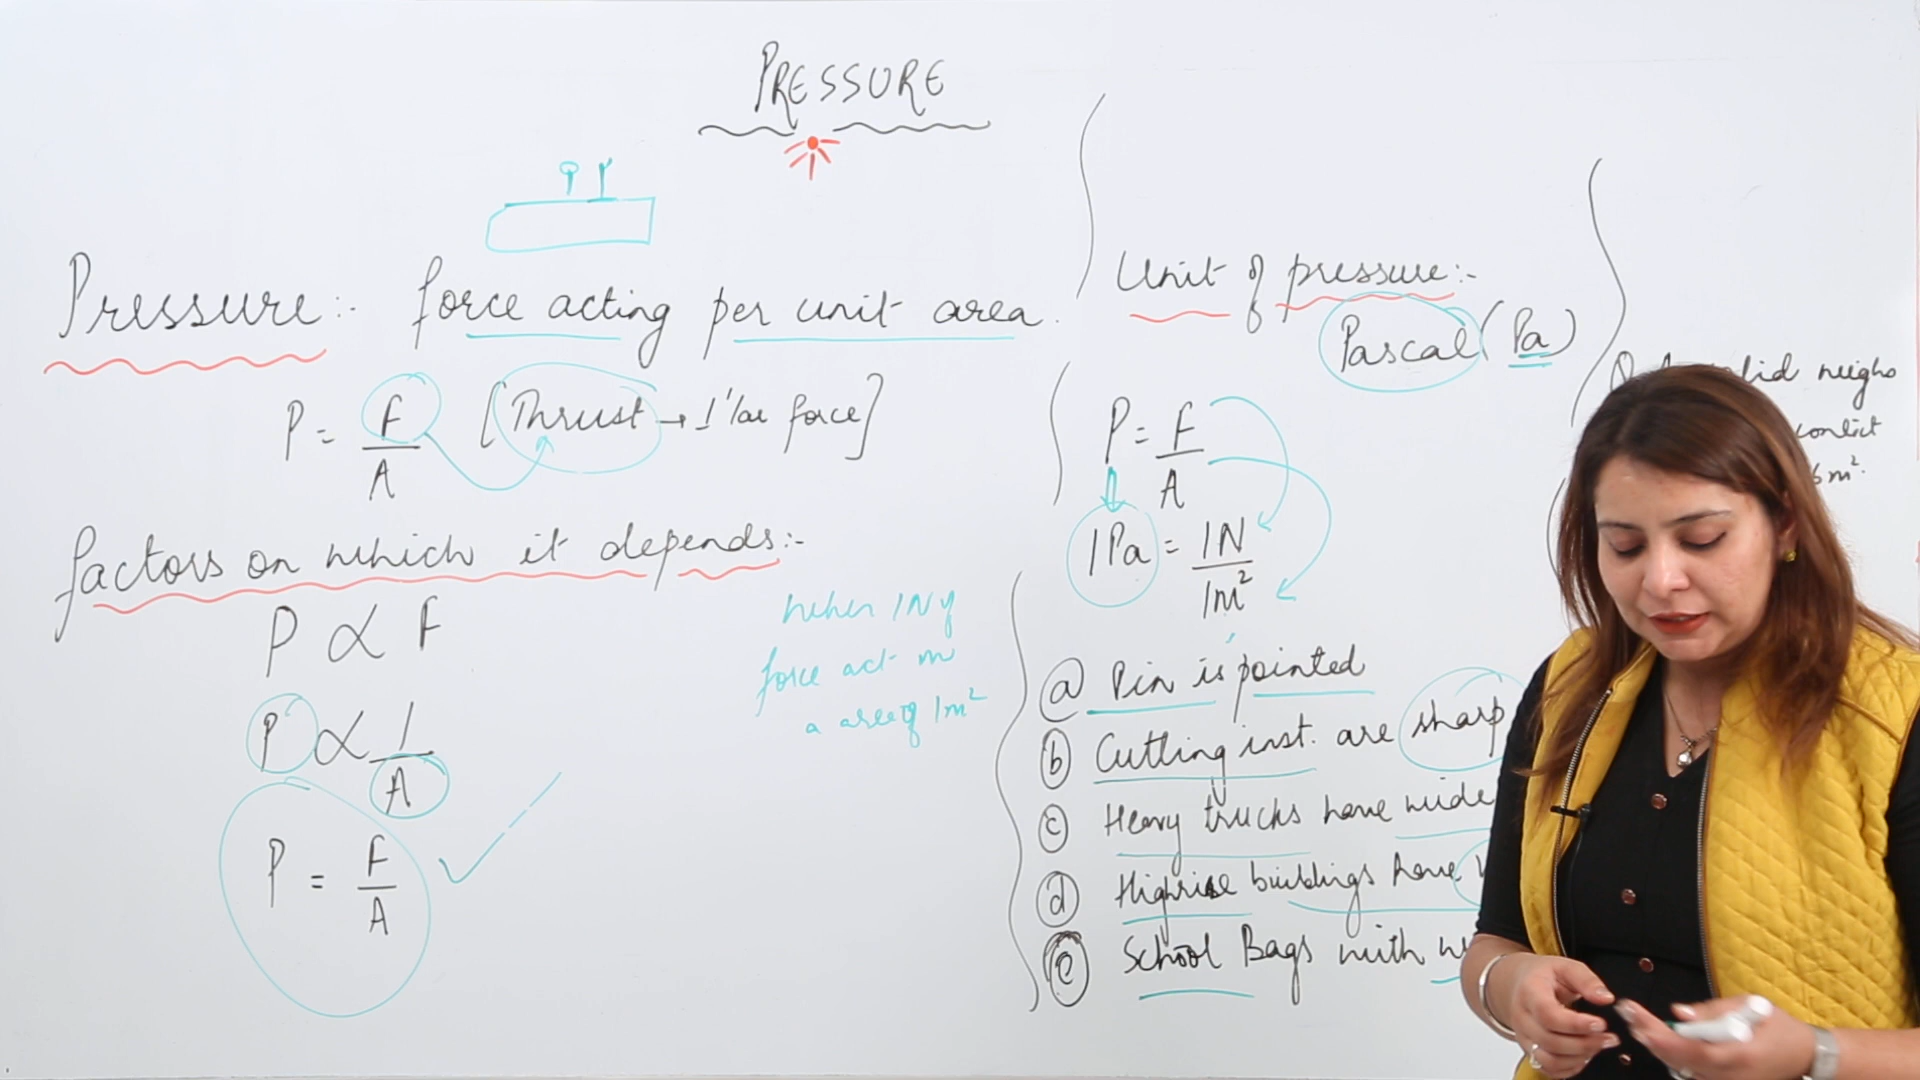 PRESSURE
Pressure:- force acting per unit area.
P = F/A [Thrust → ⊥'lar force]
factors on which it depends:-
P ∝ F
P ∝ 1/A
P = F/A
when 1N of
force act
a area of 1m²
Unit of pressure:-
Pascal (Pa)
P = F/A
1Pa = 1N/1m²
(a) Pin is pointed
(b) Cutting inst. are sharp
(c) Heavy trucks have wide
(d) Highrise buildings have
(e) School Bags with
m²